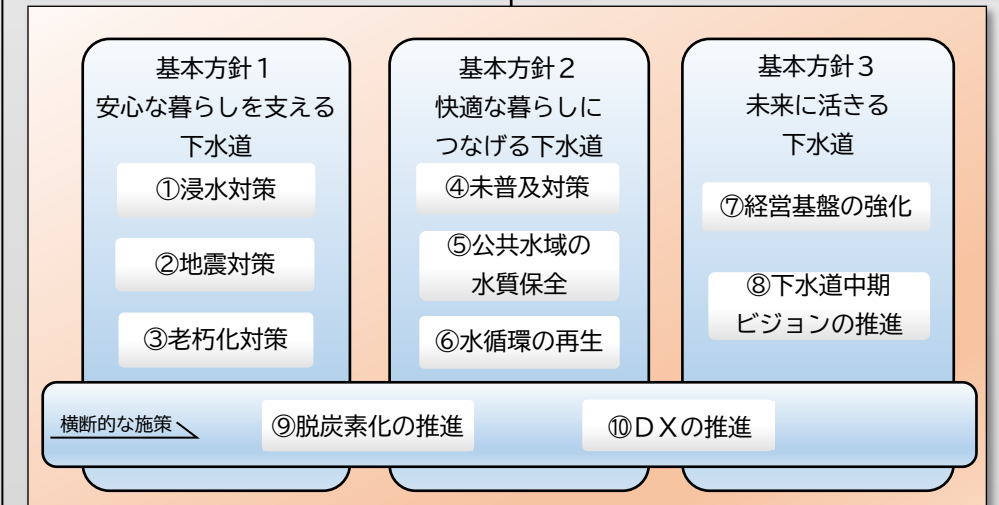 基本方針1
安心な暮らしを支える
下水道
①浸水対策
②地震対策
③老朽化対策
基本方針2
快適な暮らしに
つなげる下水道
④未普及対策
⑤公共水域の
水質保全
⑥水循環の再生
基本方針3
未来に活きる
下水道
⑦経営基盤の強化
⑧下水道中期
ビジョンの推進
横断的な施策
⑨脱炭素化の推進
⑩DXの推進